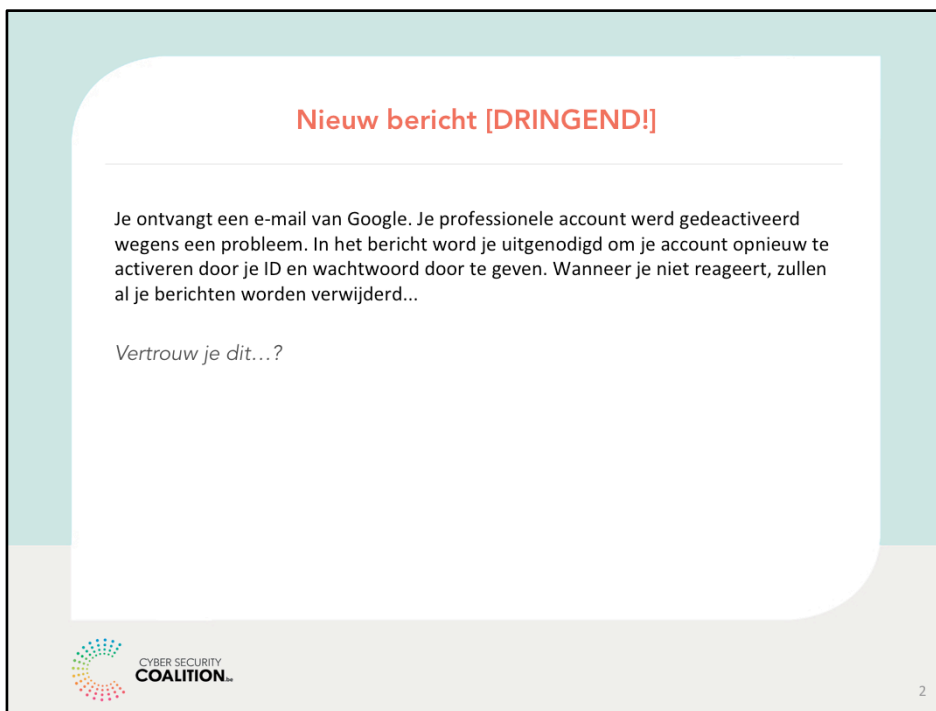 Nieuw bericht [DRINGEND!]
Je ontvangt een e-mail van Google. Je professionele account werd gedeactiveerd
wegens een probleem. In het bericht word je uitgenodigd om je account opnieuw te
activeren door je ID en wachtwoord door te geven. Wanneer je niet reageert, zullen
al je berichten worden verwijderd...
Vertrouw je dit…?
CYBER SECURITY
COALITION.be
2